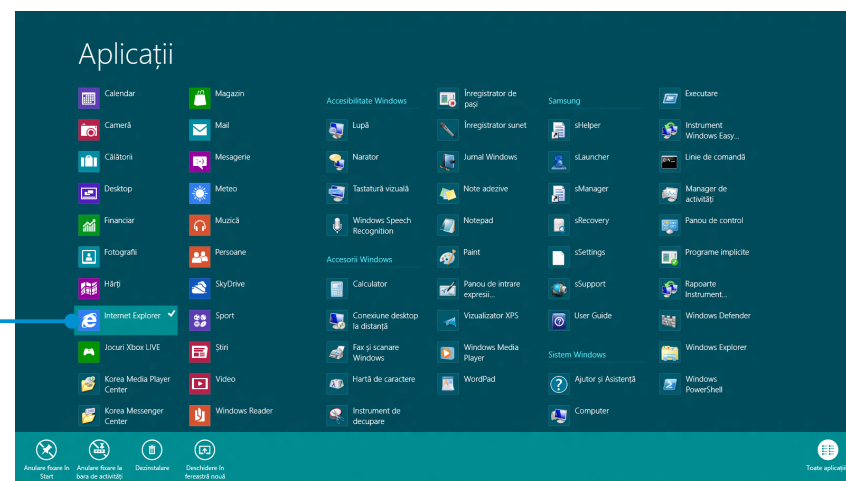 Aplicații
Calendar
Cameră
Călătorii
Desktop
Financiar
Fotografii
Hărți
Internet Explorer
Jocuri Xbox LIVE
Korea Media Player
Center
Korea Messenger
Center
Magazin
Mail
Mesagerie
Meteo
Muzică
Persoane
SkyDrive
Sport
Știri
Video
Windows Reader
Accesibilitate Windows
Lupă
Narator
Tastatură vizuală
Windows Speech
Recognition
Accesorii Windows
Calculator
Conexiune desktop
la distanță
Fax și scanare
Windows
Hartă de caractere
Instrument de
decupare
Înregistrator de
pași
Înregistrator sunet
Jurnal Windows
Note adezive
Notepad
Paint
Panou de intrare
expresii...
Vizualizator XPS
Windows Media
Player
WordPad
Samsung
sHelper
sLauncher
sManager
sRecovery
sSettings
sSupport
User Guide
Sistem Windows
Ajutor și Asistență
Computer
Executare
Instrument
Windows Easy...
Linie de comandă
Manager de
activități
Panou de control
Programe implicite
Rapoarte
Instrument...
Windows Defender
Windows Explorer
Windows
PowerShell
Anulare fixare în
Start
Anulare fixare la
bara de activități
Dezinstalare
Deschidere în
fereastră nouă
Toate aplicații